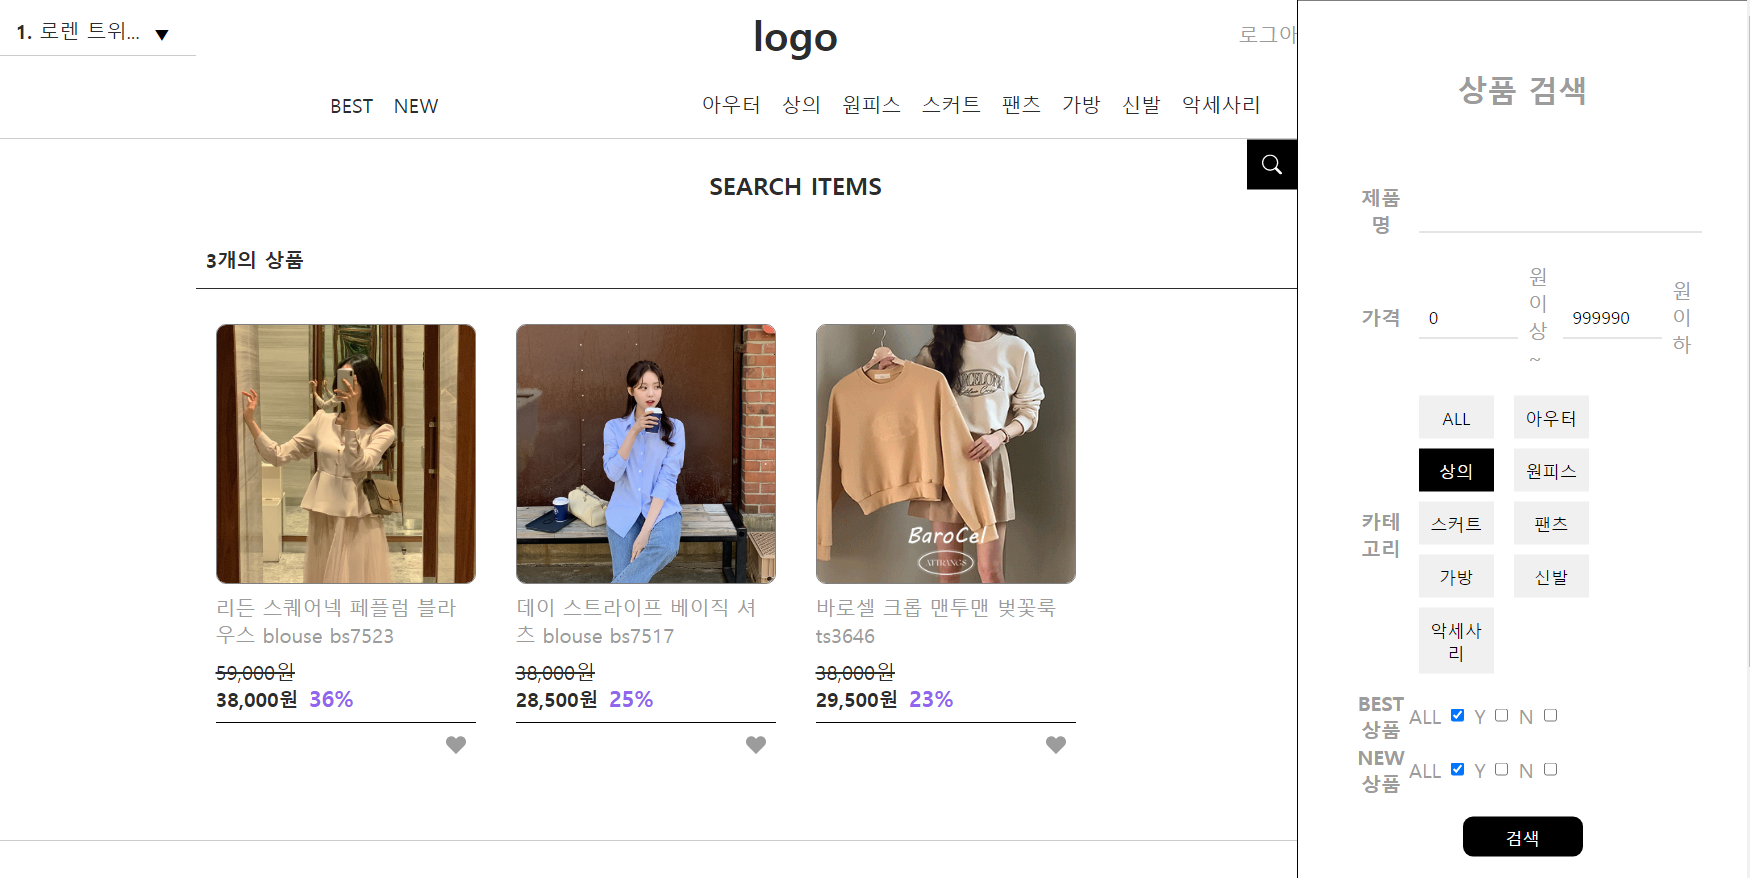 1. 로렌 트위... ▼
logo
로그아
BEST NEW
아우터 상의 원피스 스커트 팬츠 가방 신발 악세사리
SEARCH ITEMS
3개의 상품
리든 스퀘어넥 페플럼 블라
우스 blouse bs7523
59,000원
38,000원 36%
데이 스트라이프 베이직 셔
츠 blouse bs7517
38,000원
28,500원 25%
BARCELONA
BaroCel
ATTRANGS
바로셀 크롭 맨투맨 벚꽃룩
ts3646
38,000원
29,500원 23%
상품 검색
제품
명
가격
0
원
이
상
~
999990
원
이
하
카테
고리
ALL 아우터
상의 원피스
스커트 팬츠
가방 신발
악세사
리
BEST
상품
ALL Y N
NEW
상품
ALL Y N
검색